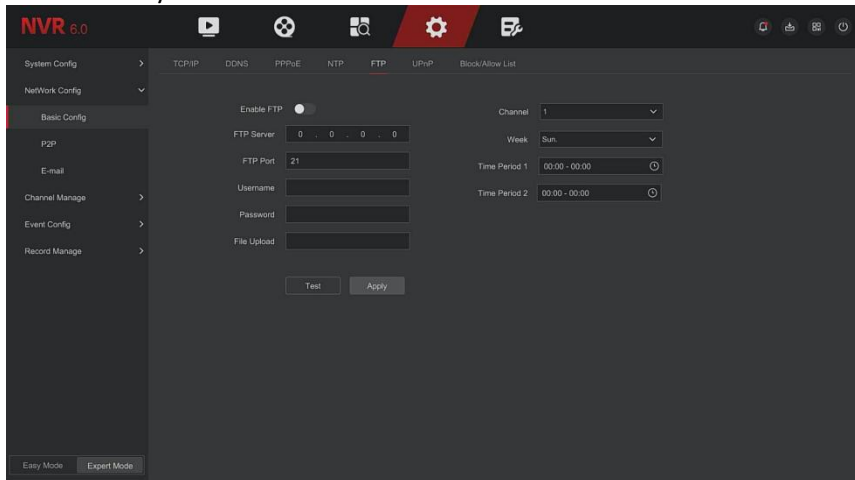 NVR 6.0
System Config
NetWork Config
Basic Config
P2P
E-mail
Channel Manage
Event Config
Record Manage
Easy Mode Expert Mode
TCP/IP DDNS PPPoE NTP FTP UPnP Block/Allow List
Enable FTP
FTP Server 0 . 0 . 0 . 0
FTP Port 21
Username
Password
File Upload
Test Apply
Channel 1
Week Sun.
Time Period 1 00:00 - 00:00
Time Period 2 00:00 - 00:00